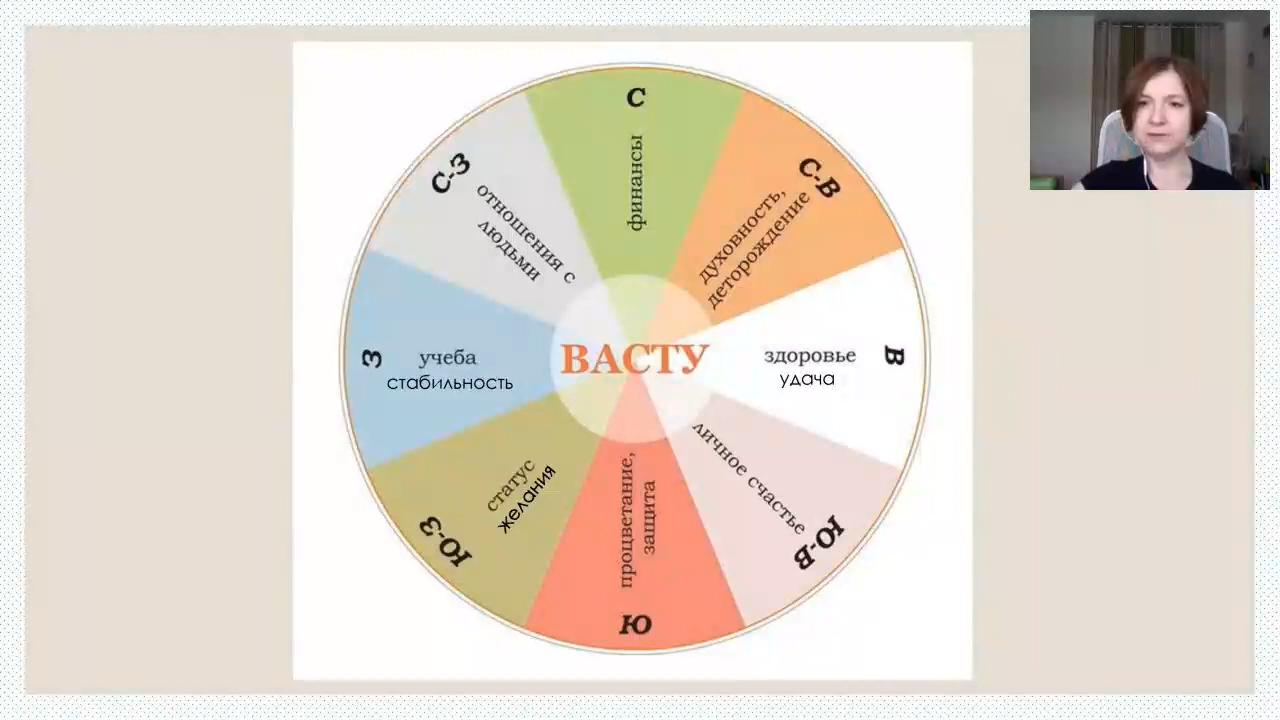 С
финансы
С-В
духовность,
деторождение
В
здоровье
удача
Ю-В
личное счастье
Ю
процветание,
защита
Ю-З
статус
желания
З
учеба
стабильность
С-З
отношения с
людьми
ВАСТУ